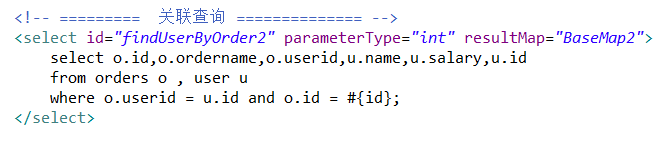 <!-- ========= 关联查询 ============== -->
<select id="findUserByOrder2" parameterType="int" resultMap="BaseMap2">
select o.id,o.ordername,o.userid,u.name,u.salary,u.id
from orders o , user u
where o.userid = u.id and o.id = #{id};
</select>